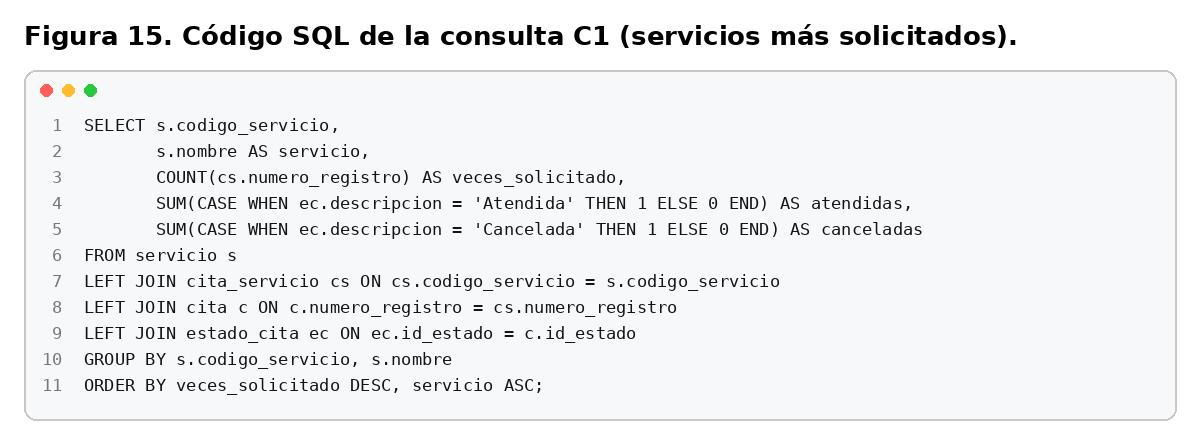 Figura 15. Código SQL de la consulta C1 (servicios más solicitados).
1 SELECT s.codigo_servicio,
2 s.nombre AS servicio,
3 COUNT(cs.numero_registro) AS veces_solicitado,
4 SUM(CASE WHEN ec.descripcion = 'Atendida' THEN 1 ELSE 0 END) AS atendidas,
5 SUM(CASE WHEN ec.descripcion = 'Cancelada' THEN 1 ELSE 0 END) AS canceladas
6 FROM servicio s
7 LEFT JOIN cita_servicio cs ON cs.codigo_servicio = s.codigo_servicio
8 LEFT JOIN cita c ON c.numero_registro = cs.numero_registro
9 LEFT JOIN estado_cita ec ON ec.id_estado = c.id_estado
10 GROUP BY s.codigo_servicio, s.nombre
11 ORDER BY veces_solicitado DESC, servicio ASC;